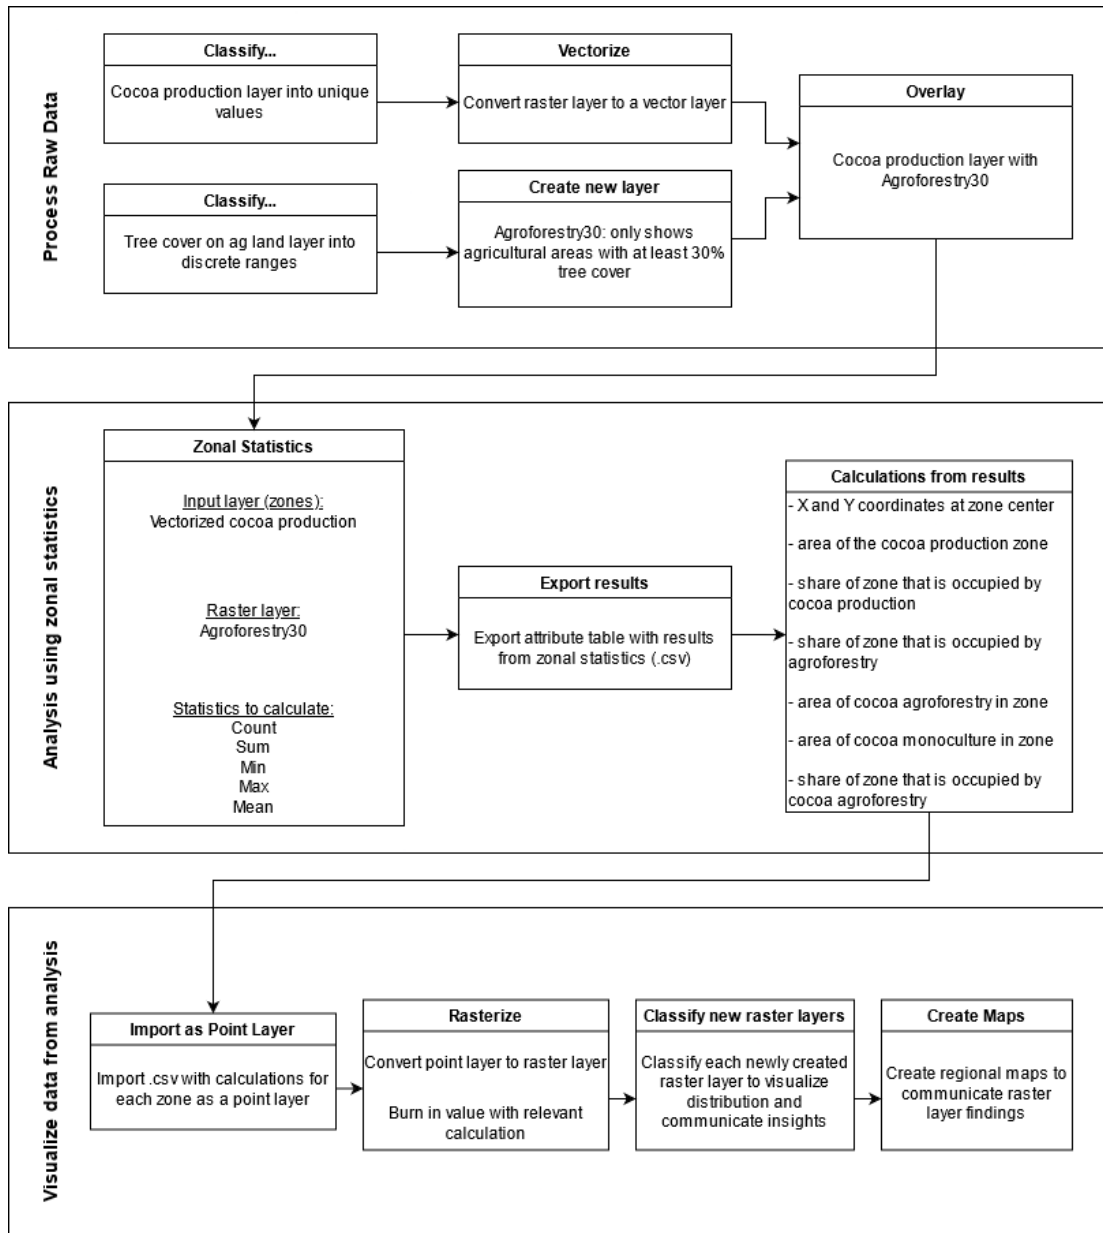 Process Raw Data
Classify...
Cocoa production layer into unique
values
Vectorize
Convert raster layer to a vector layer
Overlay
Cocoa production layer with
Agroforestry30
Classify...
Tree cover on ag land layer into
discrete ranges
Create new layer
Agroforestry30: only shows
agricultural areas with at least 30%
tree cover
Analysis using zonal statistics
Zonal Statistics
Input layer (zones):
Vectorized cocoa production
Raster layer:
Agroforestry30
Statistics to calculate:
Count
Sum
Min
Max
Mean
Export results
Export attribute table with results
from zonal statistics (.csv)
Calculations from results
- X and Y coordinates at zone center
- area of the cocoa production zone
- share of zone that is occupied by
cocoa production
- share of zone that is occupied by
agroforestry
- area of cocoa agroforestry in zone
- area of cocoa monoculture in zone
- share of zone that is occupied by
cocoa agroforestry
Visualize data from analysis
Import as Point Layer
Import .csv with calculations for
each zone as a point layer
Rasterize
Convert point layer to raster layer
Burn in value with relevant
calculation
Classify new raster layers
Classify each newly created
raster layer to visualize
distribution and
communicate insights
Create Maps
Create regional maps to
communicate raster
layer findings